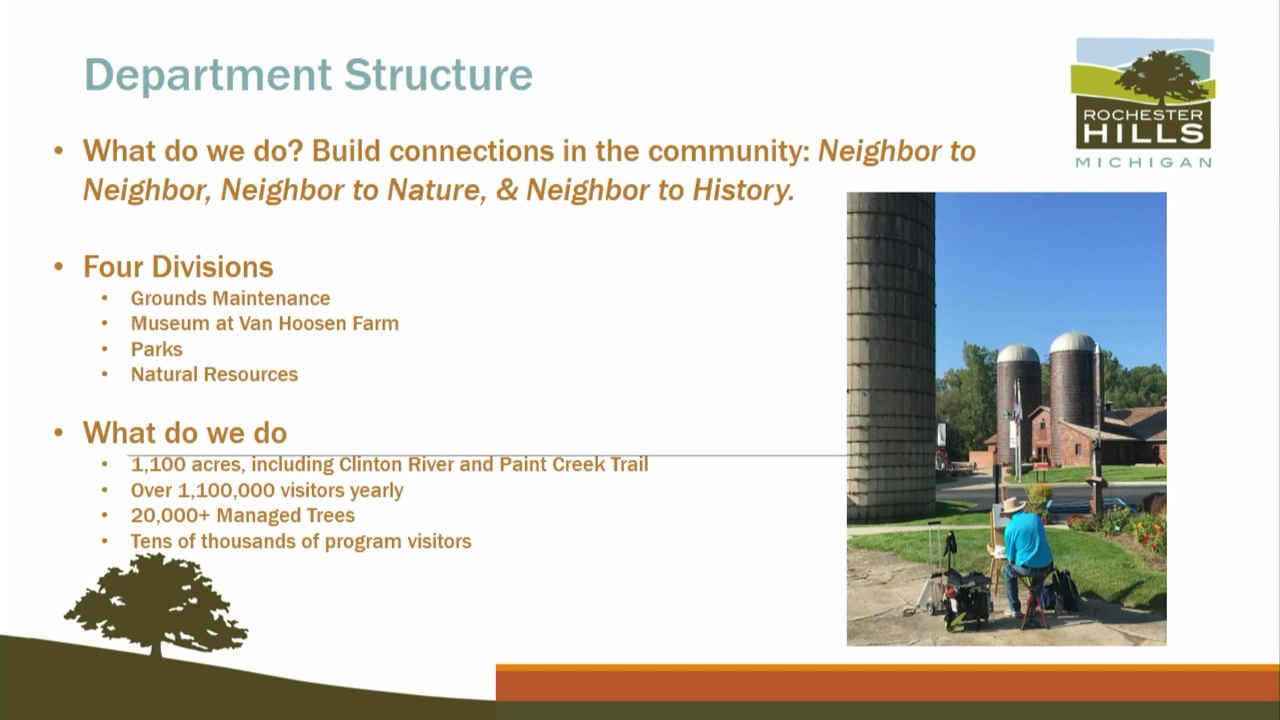 Department Structure
ROCHESTER
HILLS
MICHIGAN
• What do we do? Build connections in the community: Neighbor to
Neighbor, Neighbor to Nature, & Neighbor to History.
• Four Divisions
• Grounds Maintenance
• Museum at Van Hoosen Farm
• Parks
• Natural Resources
• What do we do
• 1,100 acres, including Clinton River and Paint Creek Trail
• Over 1,100,000 visitors yearly
• 20,000+ Managed Trees
• Tens of thousands of program visitors